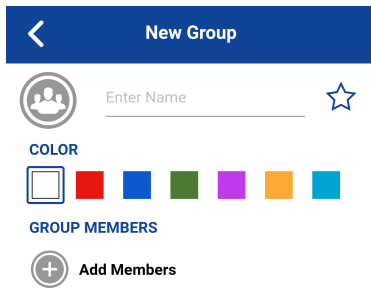 New Group
Enter Name
COLOR
GROUP MEMBERS
Add Members